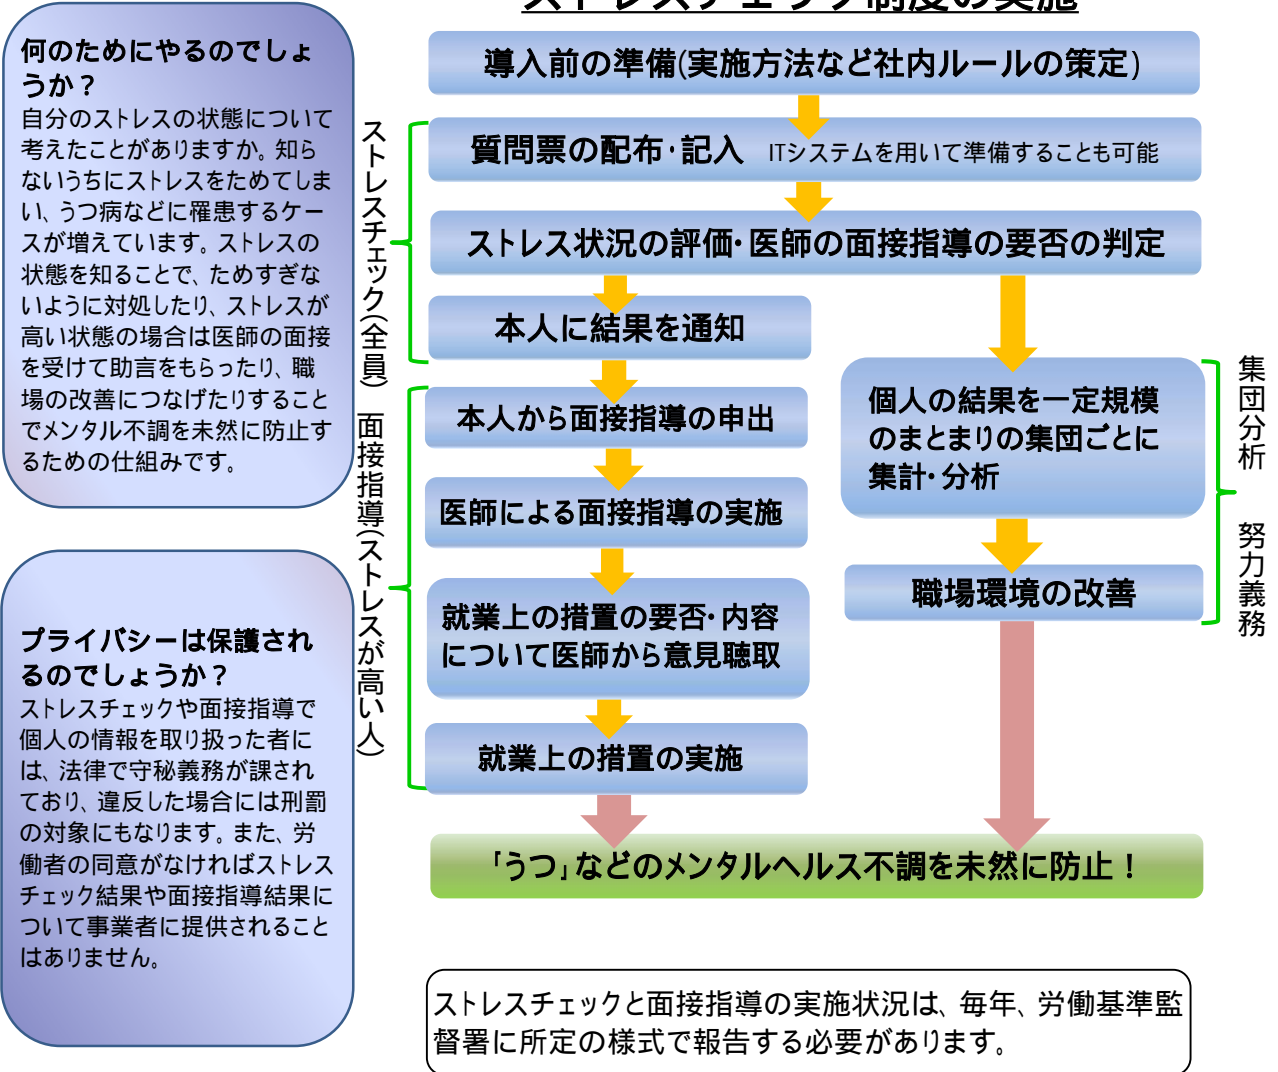 ストレスチェック制度の実施
何のためにやるのでしょ
うか？
自分のストレスの状態について
考えたことがありますか。知ら
ないうちにストレスをためてしま
い、うつ病などに罹患するケー
スが増えています。ストレスの
状態を知ることで、ためすぎな
いように対処したり、ストレスが
高い状態の場合は医師の面接
を受けて助言をもらったり、職
場の改善につなげたりすること
でメンタル不調を未然に防止す
るための仕組みです。
プライバシーは保護され
るのでしょうか？
ストレスチェックや面接指導で
個人の情報を取り扱った者に
は、法律で守秘義務が課され
ており、違反した場合には刑罰
の対象にもなります。また、労
働者の同意がなければストレス
チェック結果や面接指導結果に
ついて事業者に提供されること
はありません。
ストレスチェック（全員）
面接指導（ストレスが高い人）
導入前の準備(実施方法など社内ルールの策定)
質問票の配布・記入 ITシステムを用いて準備することも可能
ストレス状況の評価・医師の面接指導の要否の判定
本人に結果を通知
本人から面接指導の申出
医師による面接指導の実施
就業上の措置の要否・内容
について医師から意見聴取
就業上の措置の実施
個人の結果を一定規模
のまとまりの集団ごとに
集計・分析
職場環境の改善
集団分析 努力義務
「うつ」などのメンタルヘルス不調を未然に防止！
ストレスチェックと面接指導の実施状況は、毎年、労働基準監
督署に所定の様式で報告する必要があります。